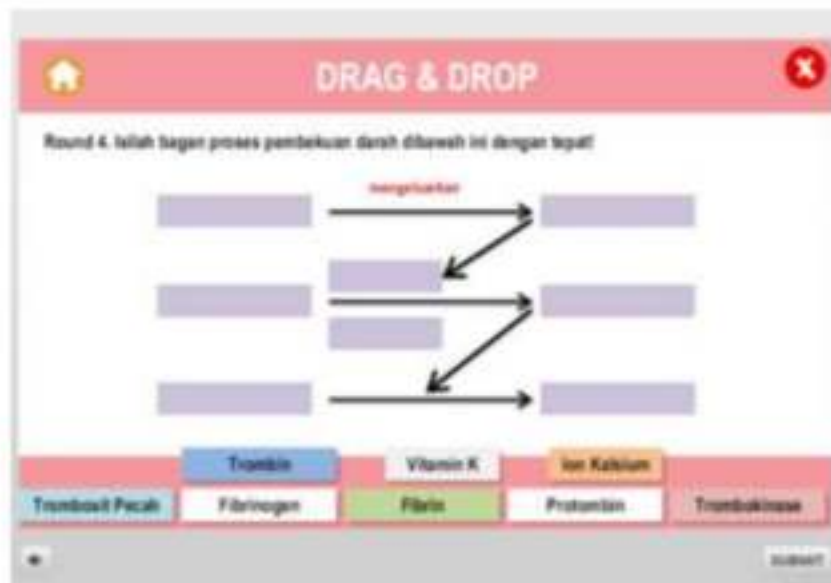 DRAG & DROP
Round 4. Isilah bagan proses pembekuan darah dibawah ini dengan tepat!
mengeluarkan
Trombin
Vitamin K
Ion Kalsium
Trombosit Pecah
Fibrinogen
Fibrin
Protombin
Trombokinase
SUBMIT